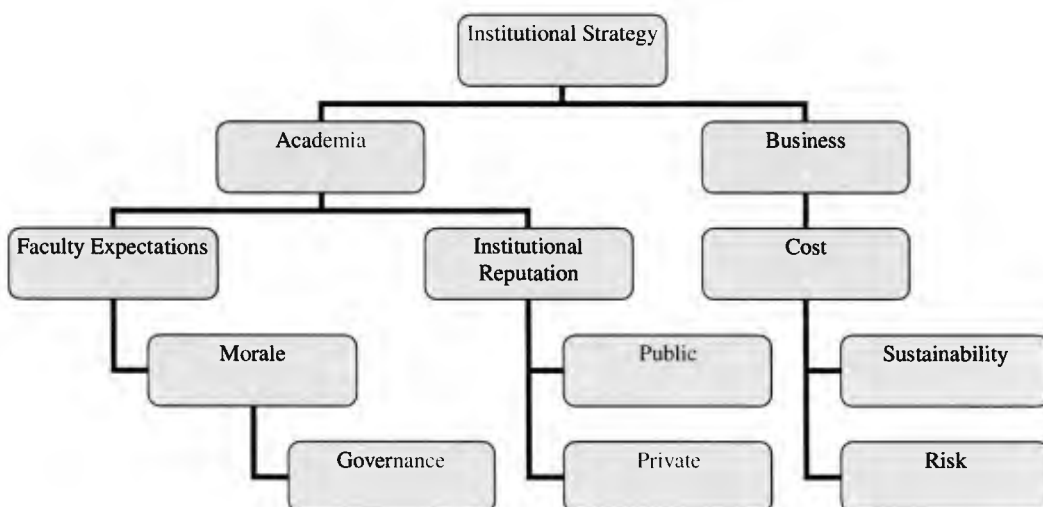 Institutional Strategy
Academia
Business
Faculty Expectations
Institutional
Reputation
Cost
Morale
Public
Sustainability
Governance
Private
Risk